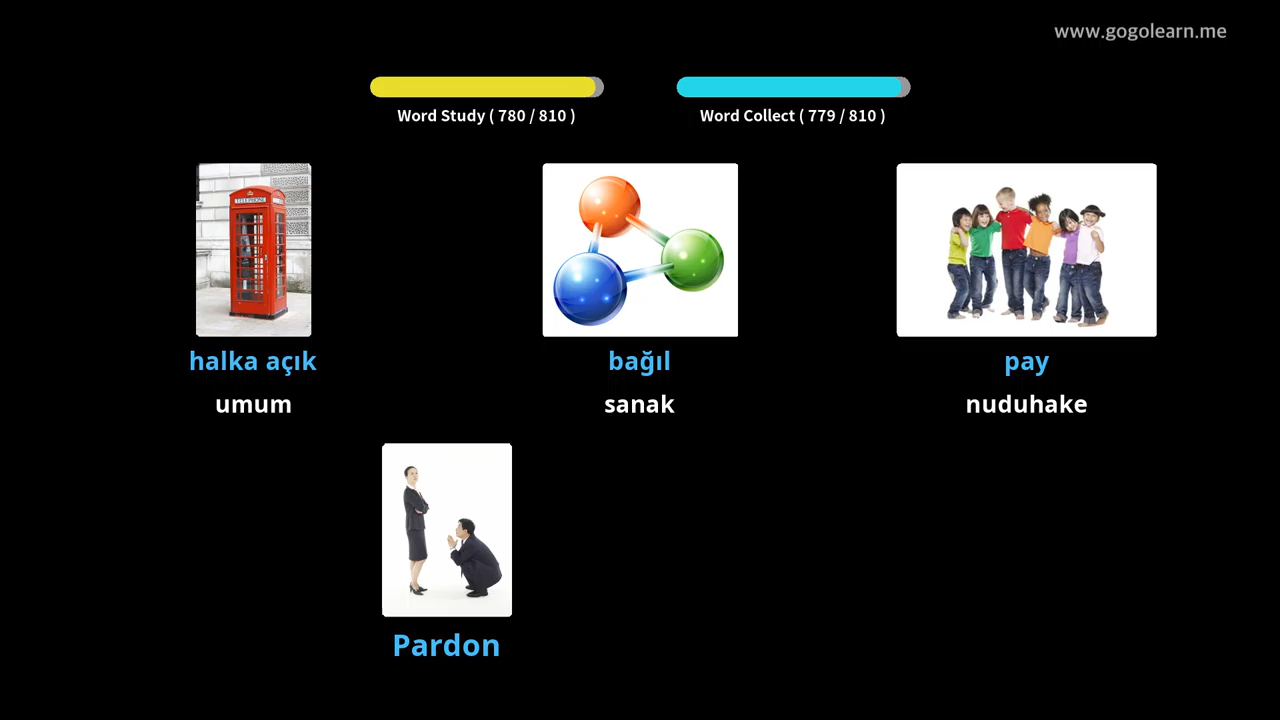 www.gogolearn.me
Word Study ( 780 / 810 )
Word Collect ( 779 / 810 )
TELEPHONE
halka açık
bağıl
pay
umum
sanak
nuduhake
Pardon